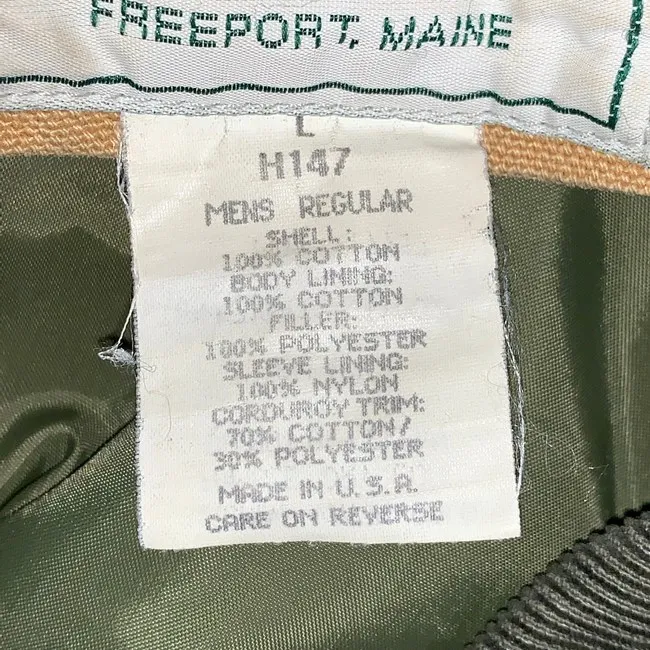 FREEPORT, MAINE
L
H147
MENS REGULAR
SHELL:
100% COTTON
BODY LINING:
100% COTTON
FILLER:
100% POLYESTER
SLEEVE LINING:
100% NYLON
CORDUROY TRIM:
70% COTTON/
30% POLYESTER
MADE IN U.S.A.
CARE ON REVERSE